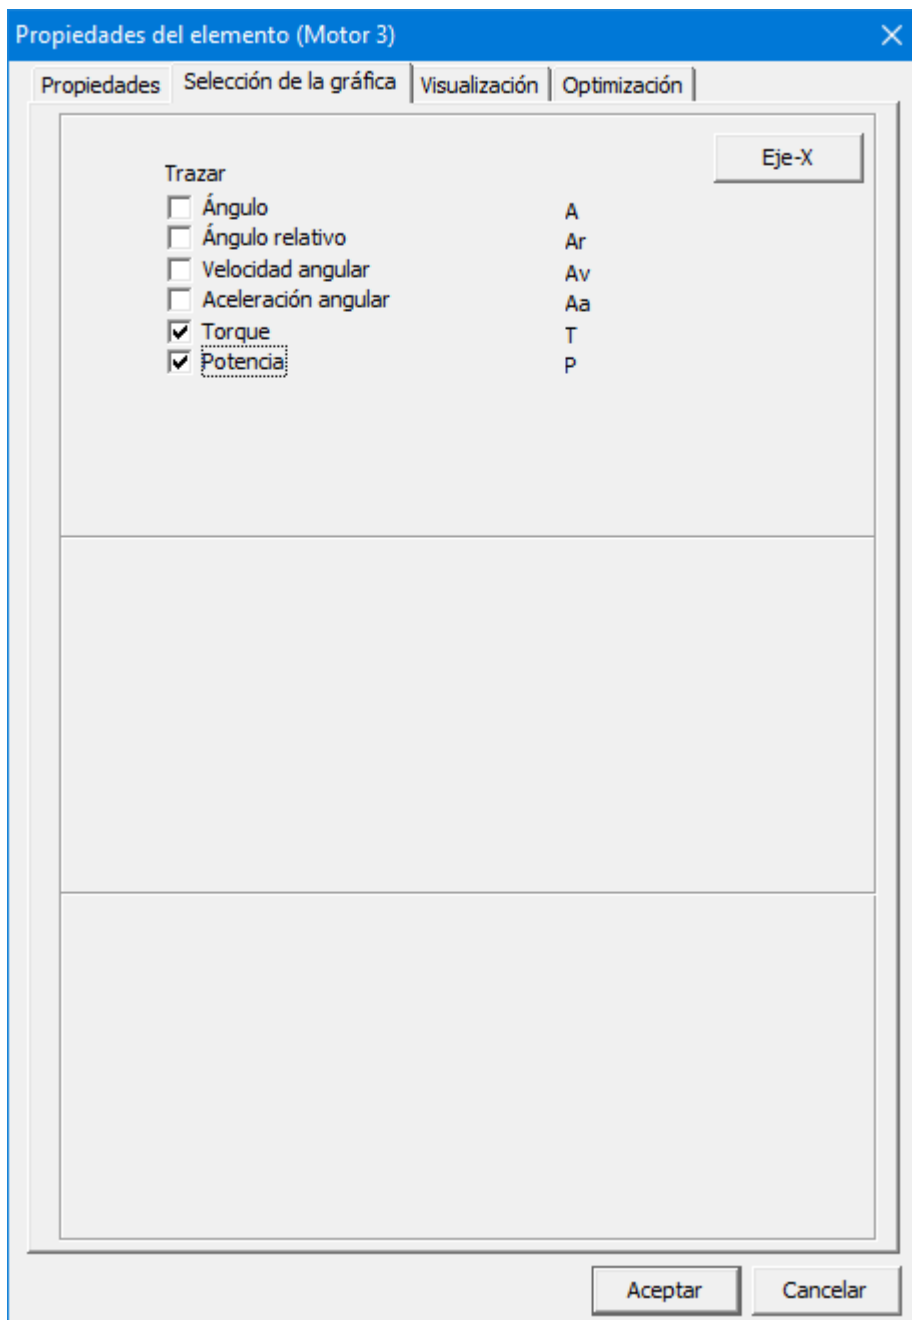 Propiedades del elemento (Motor 3)
Propiedades Selección de la gráfica Visualización Optimización
Eje-X
Trazar
Ángulo A
Ángulo relativo Ar
Velocidad angular Av
Aceleración angular Aa
Torque T
Potencia P
Aceptar Cancelar